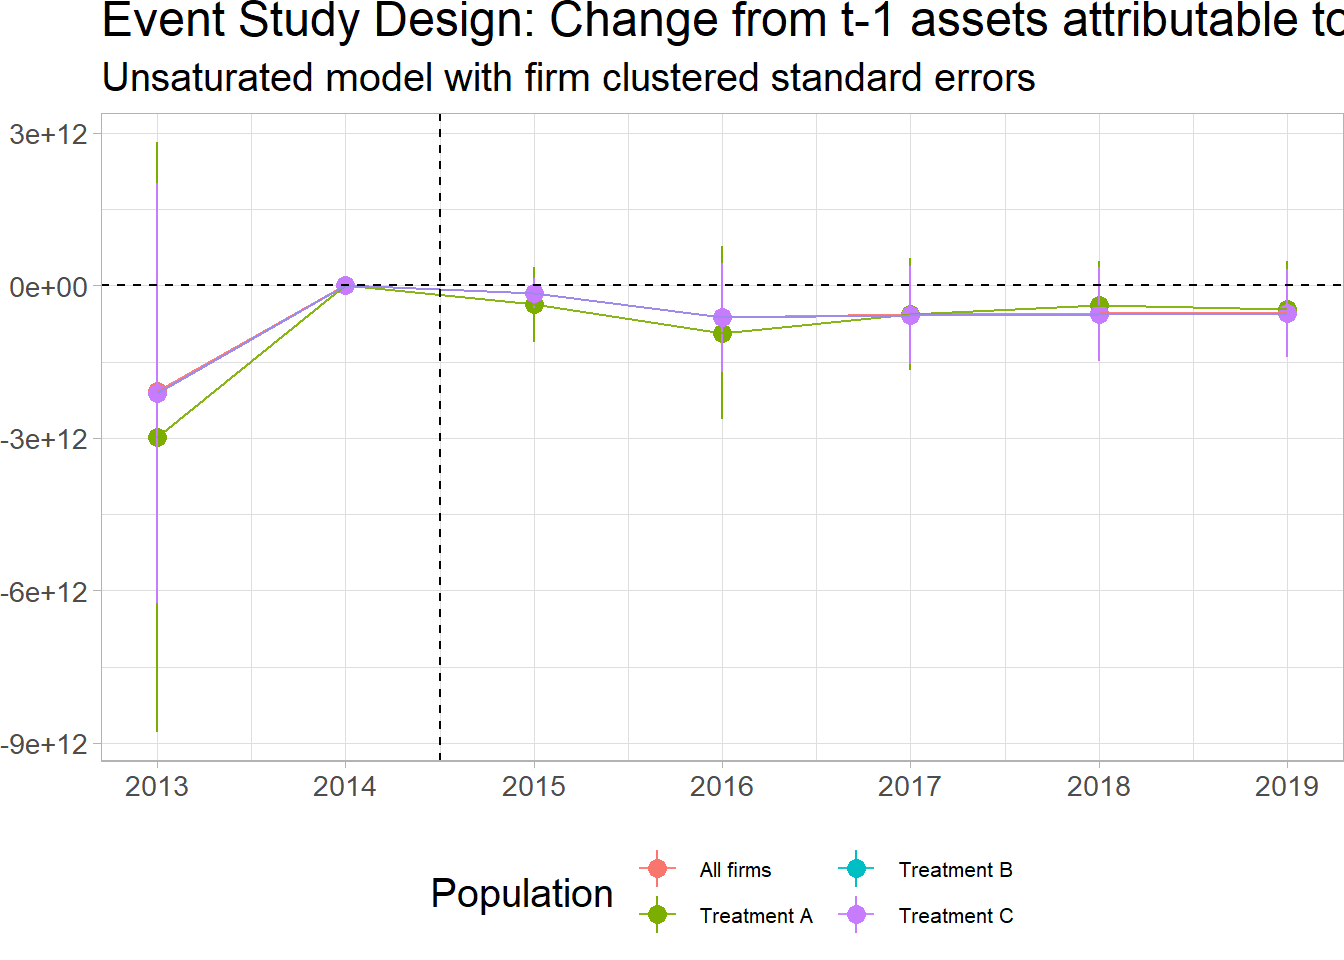 Event Study Design: Change from t-1 assets attributable to
Unsaturated model with firm clustered standard errors
3e+12
0e+00
-3e+12
-6e+12
-9e+12
2013 2014 2015 2016 2017 2018 2019
Population
All firms Treatment B
Treatment A Treatment C